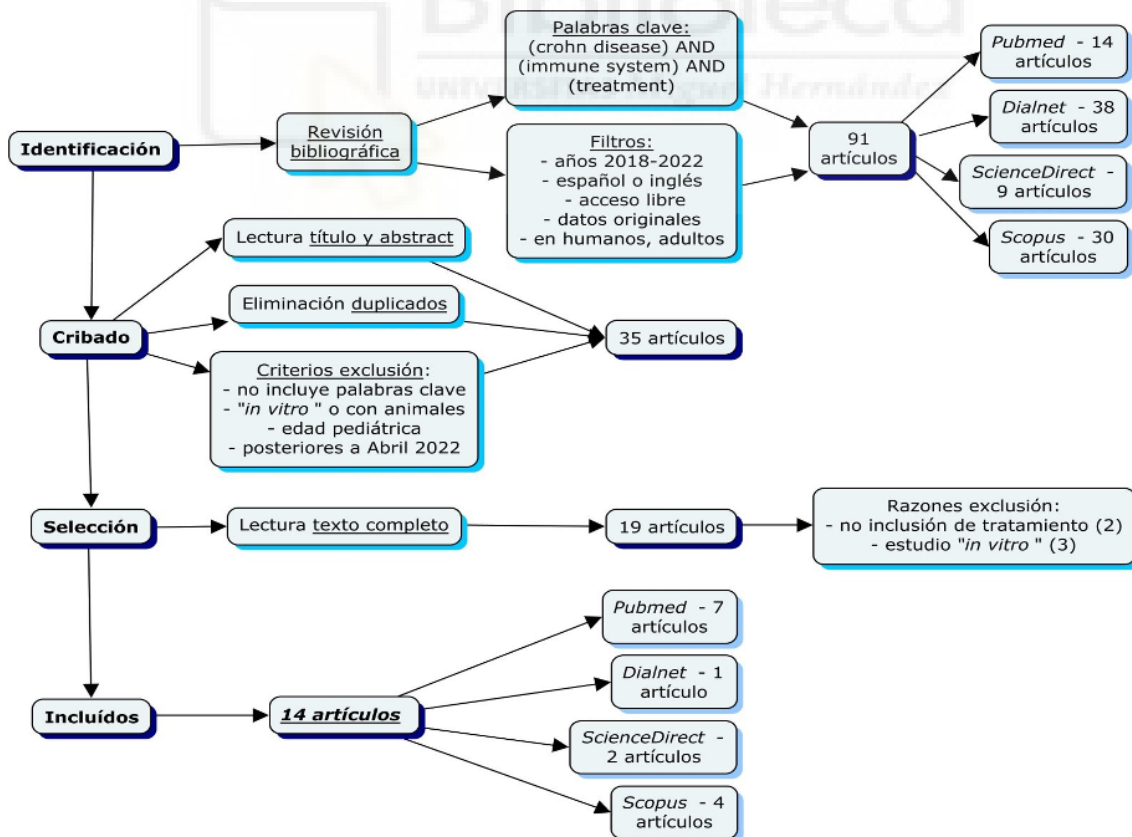 Biblioteca
UNIVERSITAS Miguel Hernández
Identificación
Revisión
bibliográfica
Palabras clave:
(crohn disease) AND
(immune system) AND
(treatment)
Filtros:
- años 2018-2022
- español o inglés
- acceso libre
- datos originales
- en humanos, adultos
91
artículos
Pubmed - 14
artículos
Dialnet - 38
artículos
ScienceDirect -
9 artículos
Scopus - 30
artículos
Cribado
Lectura título y abstract
Eliminación duplicados
Criterios exclusión:
- no incluye palabras clave
- "in vitro " o con animales
- edad pediátrica
- posteriores a Abril 2022
35 artículos
Selección
Lectura texto completo
19 artículos
Razones exclusión:
- no inclusión de tratamiento (2)
- estudio "in vitro " (3)
Incluídos
14 artículos
Pubmed - 7
artículos
Dialnet - 1
artículo
ScienceDirect -
2 artículos
Scopus - 4
artículos